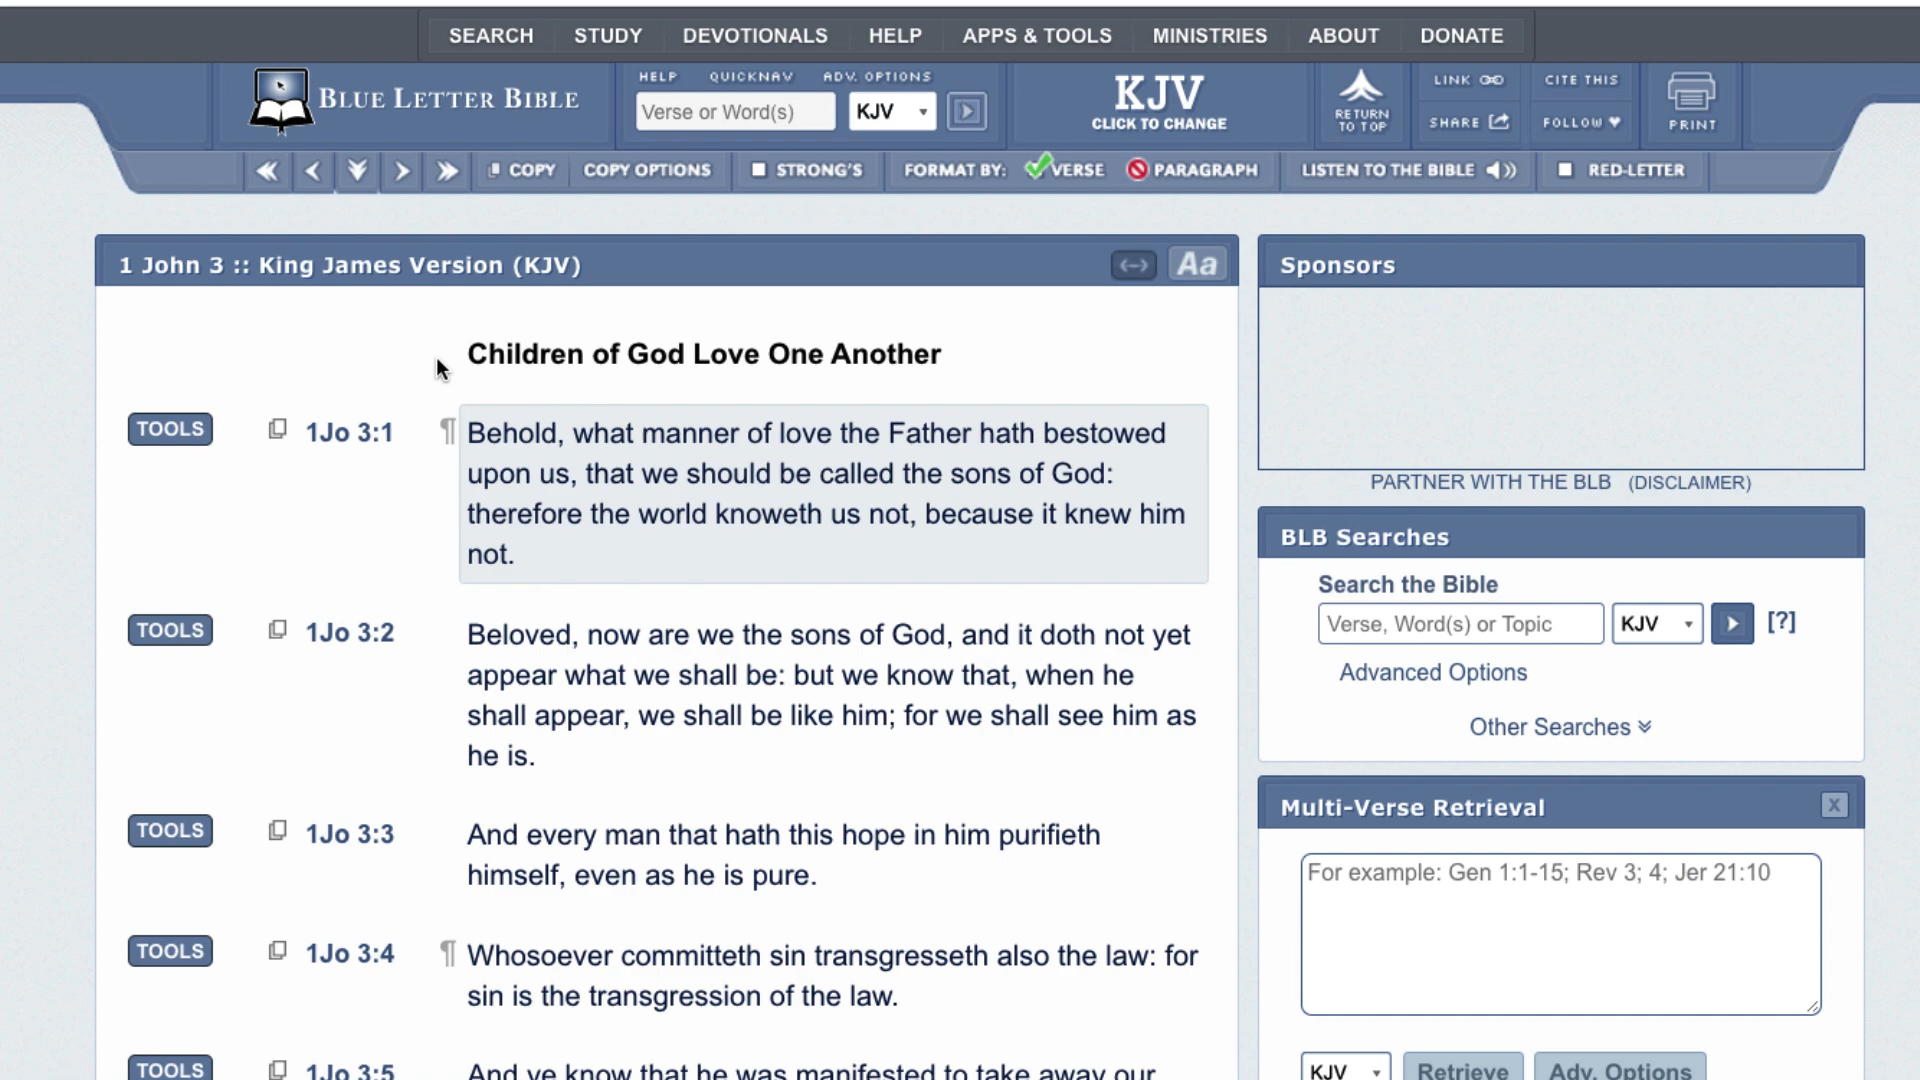 SEARCH STUDY DEVOTIONALS HELP APPS & TOOLS MINISTRIES ABOUT DONATE
BLUE LETTER BIBLE
HELP QUICKNAV ADV. OPTIONS
Verse or Word(s) KJV
KJV
CLICK TO CHANGE
RETURN
TO TOP
LINK
SHARE
CITE THIS
FOLLOW
PRINT
COPY COPY OPTIONS STRONG'S FORMAT BY: VERSE PARAGRAPH LISTEN TO THE BIBLE RED-LETTER
1 John 3 :: King James Version (KJV) Aa
Children of God Love One Another
TOOLS 1Jo 3:1 ¶ Behold, what manner of love the Father hath bestowed
upon us, that we should be called the sons of God:
therefore the world knoweth us not, because it knew him
not.
TOOLS 1Jo 3:2 Beloved, now are we the sons of God, and it doth not yet
appear what we shall be: but we know that, when he
shall appear, we shall be like him; for we shall see him as
he is.
TOOLS 1Jo 3:3 And every man that hath this hope in him purifieth
himself, even as he is pure.
TOOLS 1Jo 3:4 ¶ Whosoever committeth sin transgresseth also the law: for
sin is the transgression of the law.
TOOLS 1Jo 3:5 And ye know that he was manifested to take away our
Sponsors
PARTNER WITH THE BLB (DISCLAIMER)
BLB Searches
Search the Bible
Verse, Word(s) or Topic KJV [?]
Advanced Options
Other Searches
Multi-Verse Retrieval X
For example: Gen 1:1-15; Rev 3; 4; Jer 21:10
KJV Retrieve Adv. Options